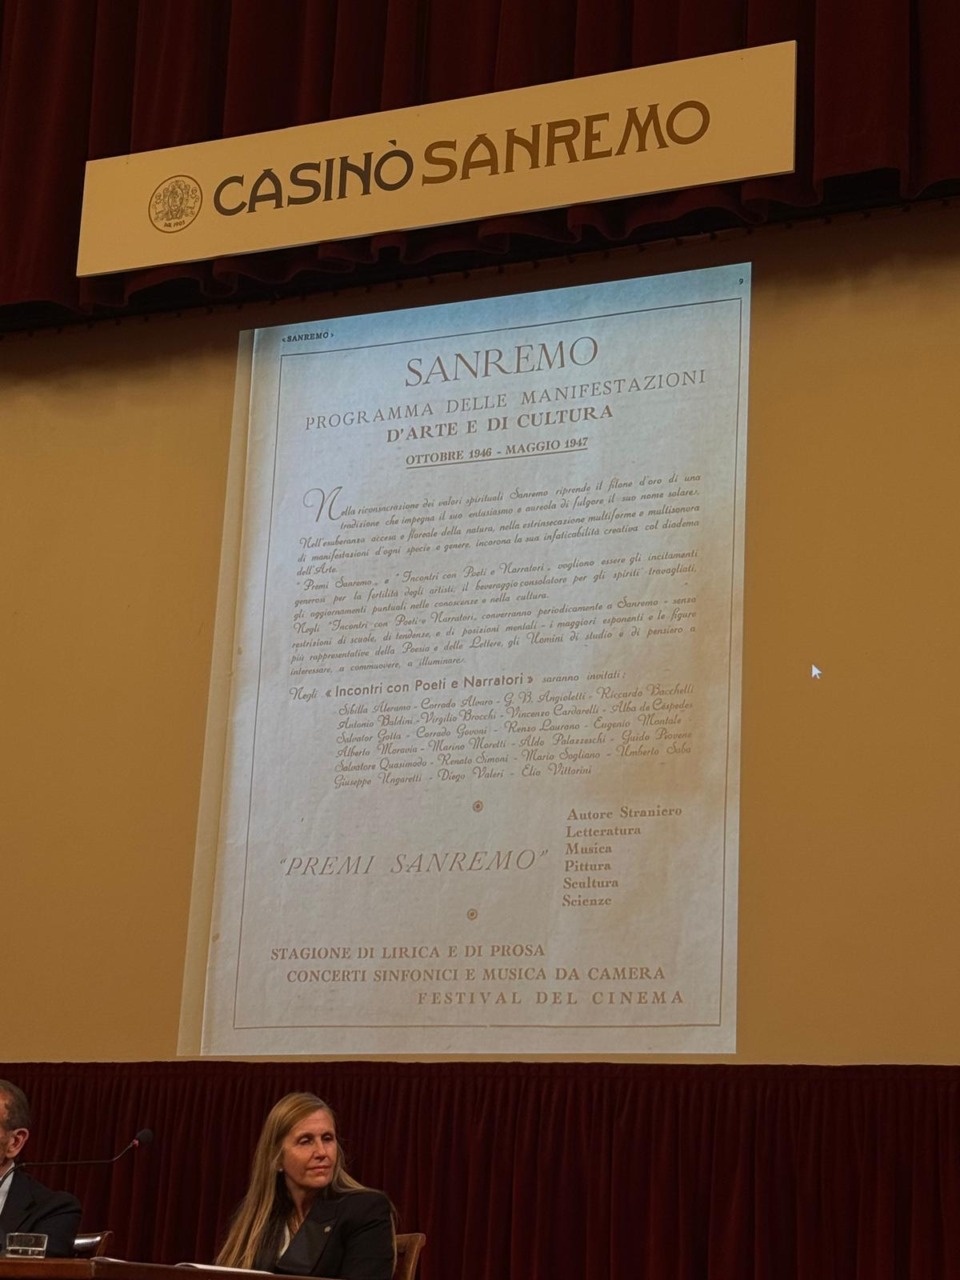 CASINÒ SANREMO
DAL 1905
«SANREMO»
9
SANREMO
PROGRAMMA DELLE MANIFESTAZIONI
D'ARTE E DI CULTURA
OTTOBRE 1946 - MAGGIO 1947
Nella riconsacrazione dei valori spirituali Sanremo riprende il filone d'oro di una
tradizione che impegna il suo entusiasmo e aureola di fulgore il suo nome solare.
Nell'esuberanza accesa e floreale della natura, nella estrinsecazione multiforme e multisonora
di manifestazioni d'ogni specie e genere, incorona la sua infaticabilità creativa col diadema
dell'Arte.
"Premi Sanremo„ e "Incontri con Poeti e Narratori„ vogliono essere gli incitamenti
generosi per la fertilità degli artisti, il beveraggio consolatore per gli spiriti travagliati,
gli aggiornamenti puntuali nelle conoscenze e nella cultura.
Negli "Incontri con Poeti e Narratori„ converranno periodicamente a Sanremo - senza
restrizioni di scuole, di tendenze, e di posizioni mentali - i maggiori esponenti e le figure
più rappresentative della Poesia e delle Lettere, gli Uomini di studio e di pensiero a
interessare, a commuovere, a illuminare.
Negli «Incontri con Poeti e Narratori» saranno invitati:
Sibilla Aleramo - Corrado Alvaro - G. B. Angioletti - Riccardo Bacchelli
Antonio Baldini - Virgilio Brocchi - Vincenzo Cardarelli - Alba de Céspedes
Salvator Gotta - Corrado Govoni - Renzo Laurano - Eugenio Montale -
Alberto Moravia - Marino Moretti - Aldo Palazzeschi - Guido Piovene
Salvatore Quasimodo - Renato Simoni - Mario Sogliano - Umberto Saba
Giuseppe Ungaretti - Diego Valeri - Elio Vittorini
Autore Straniero
Letteratura
Musica
"PREMI SANREMO"
Pittura
Scultura
Scienze
STAGIONE DI LIRICA E DI PROSA
CONCERTI SINFONICI E MUSICA DA CAMERA
FESTIVAL DEL CINEMA